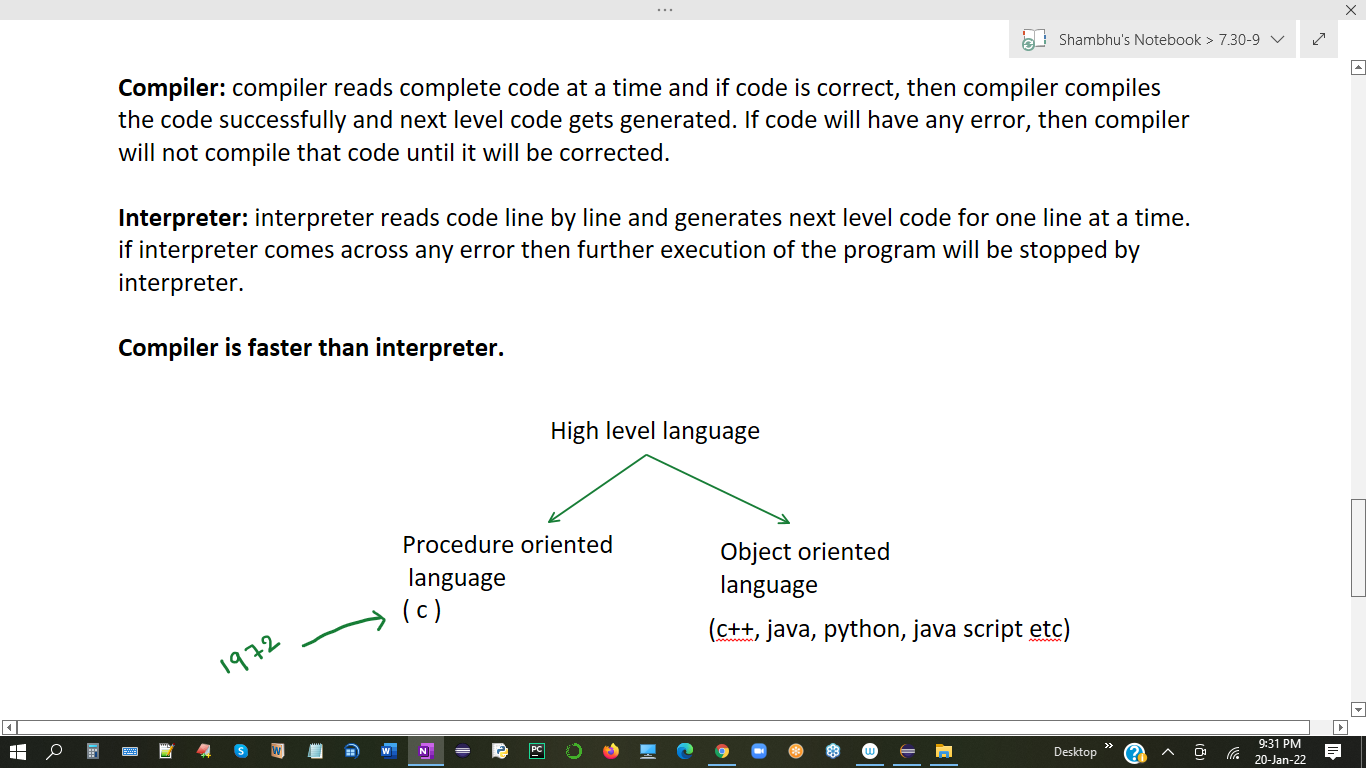 Shambhu's Notebook > 7.30-9
Compiler: compiler reads complete code at a time and if code is correct, then compiler compiles
the code successfully and next level code gets generated. If code will have any error, then compiler
will not compile that code until it will be corrected.
Interpreter: interpreter reads code line by line and generates next level code for one line at a time.
if interpreter comes across any error then further execution of the program will be stopped by
interpreter.
Compiler is faster than interpreter.
High level language
Procedure oriented
language
( c )
Object oriented
language
(c++, java, python, java script etc)
1972
Desktop
9:31 PM
20-Jan-22